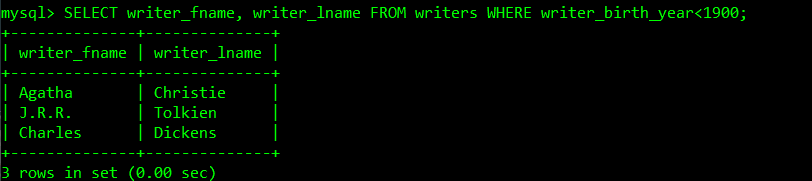 mysql> SELECT writer_fname, writer_lname FROM writers WHERE writer_birth_year<1900;
+--------------+--------------+
| writer_fname | writer_lname |
+--------------+--------------+
| Agatha       | Christie     |
| J.R.R.       | Tolkien      |
| Charles      | Dickens      |
+--------------+--------------+
3 rows in set (0.00 sec)